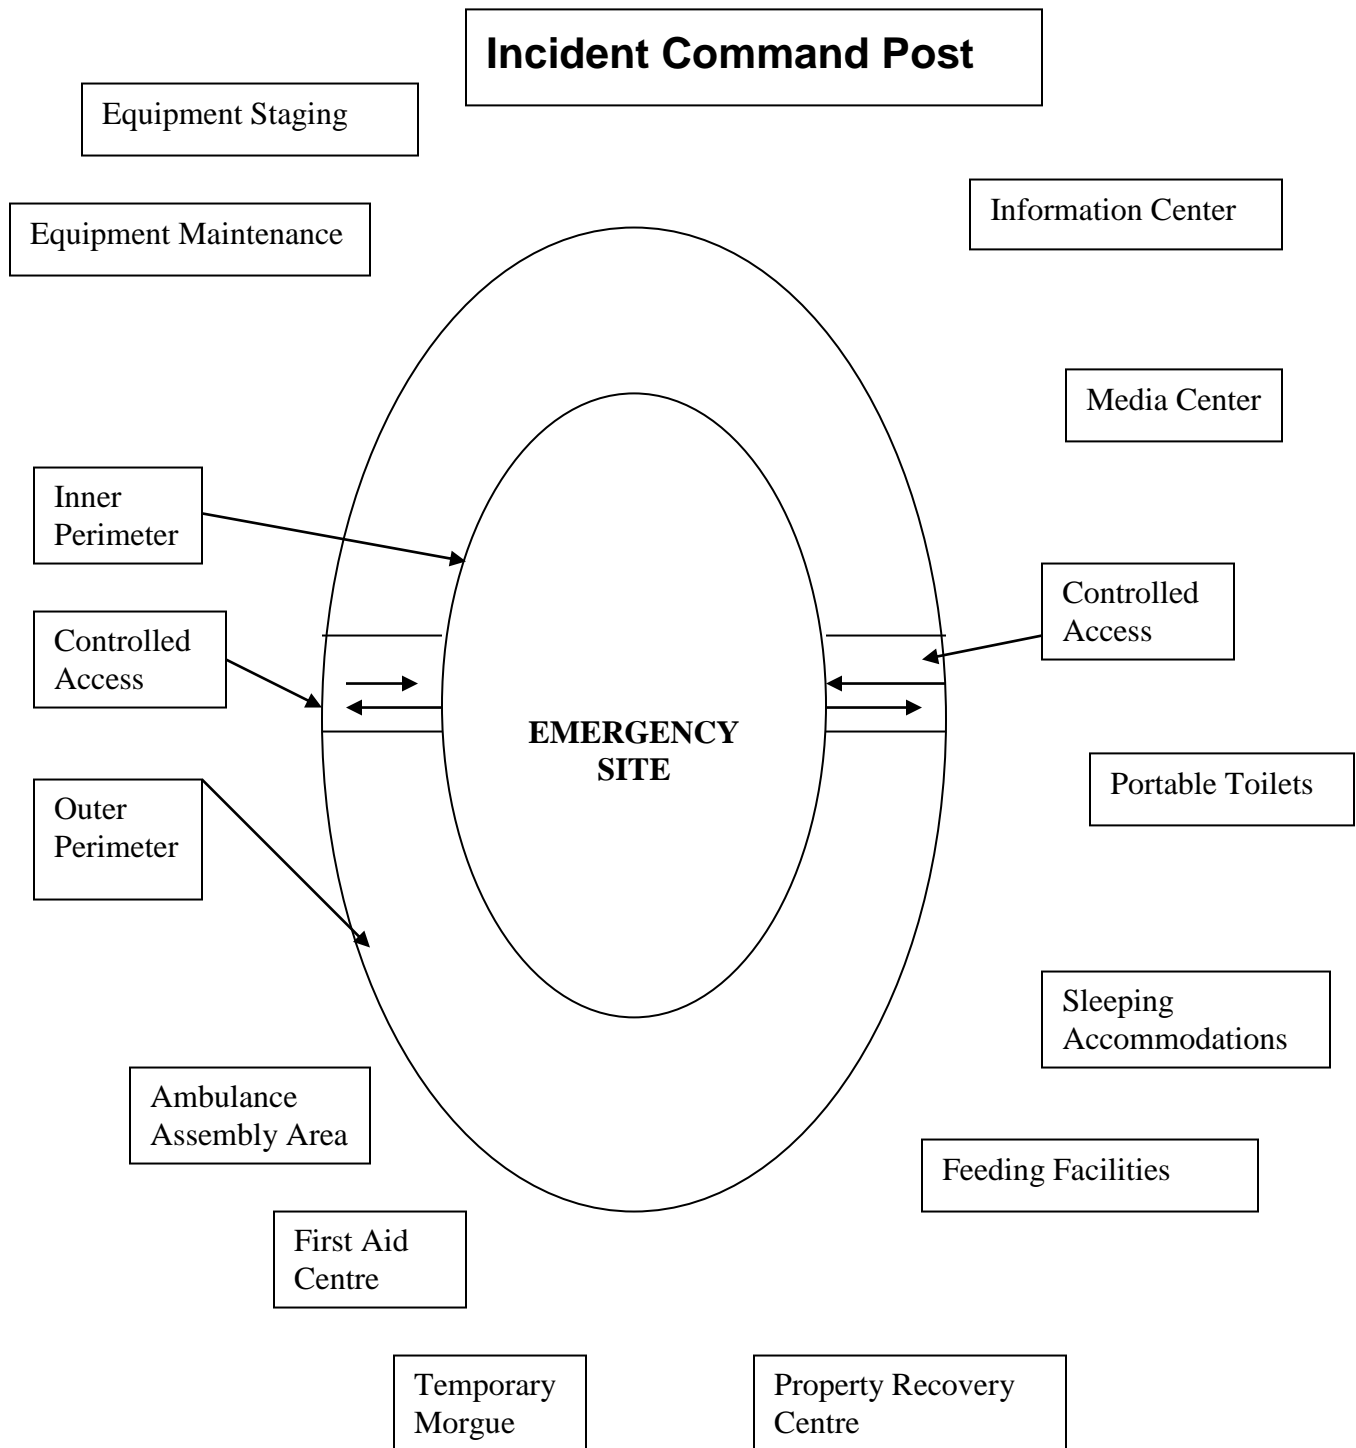 Incident Command Post
Equipment Staging
Information Center
Equipment Maintenance
Media Center
Inner
Perimeter
Controlled
Access
Controlled
Access
EMERGENCY
SITE
Portable Toilets
Outer
Perimeter
Sleeping
Accommodations
Ambulance
Assembly Area
Feeding Facilities
First Aid
Centre
Temporary
Morgue
Property Recovery
Centre